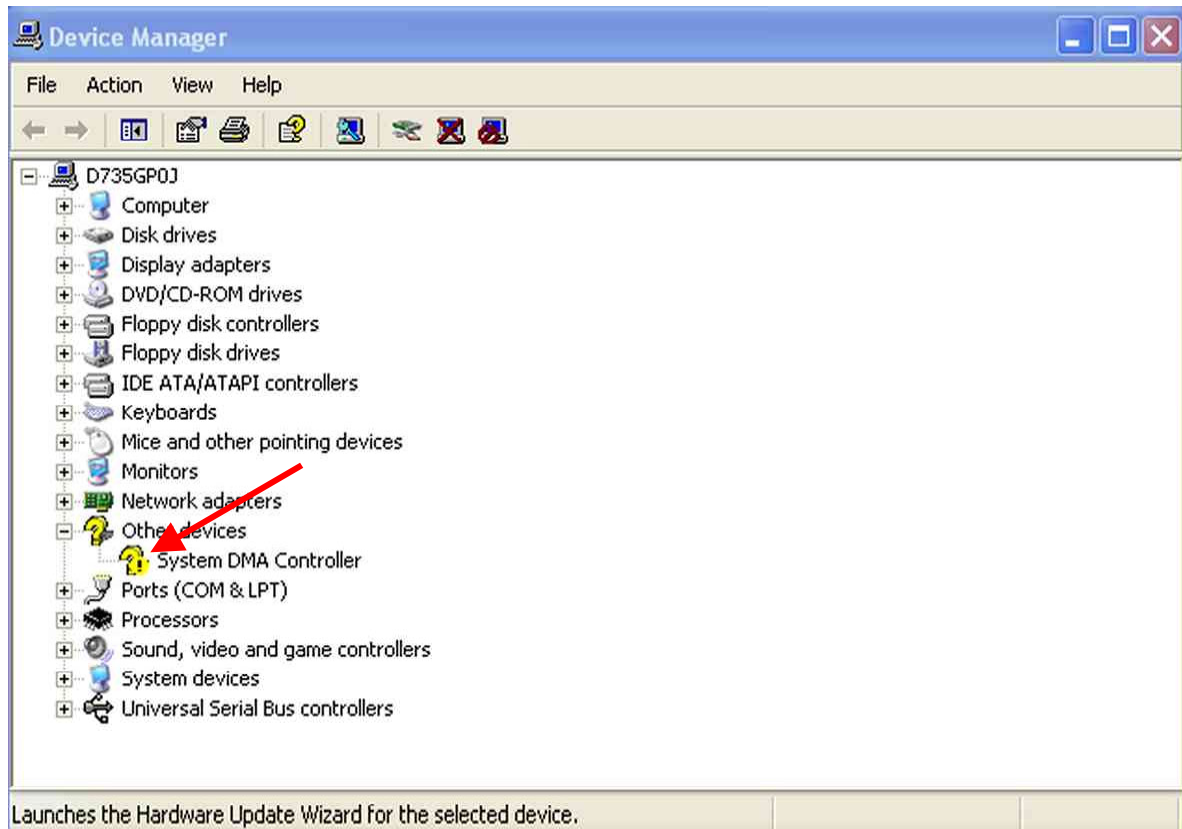 Device Manager
File Action View Help
D735GP0J
Computer
Disk drives
Display adapters
DVD/CD-ROM drives
Floppy disk controllers
Floppy disk drives
IDE ATA/ATAPI controllers
Keyboards
Mice and other pointing devices
Monitors
Network adapters
Other devices
System DMA Controller
Ports (COM & LPT)
Processors
Sound, video and game controllers
System devices
Universal Serial Bus controllers
Launches the Hardware Update Wizard for the selected device.